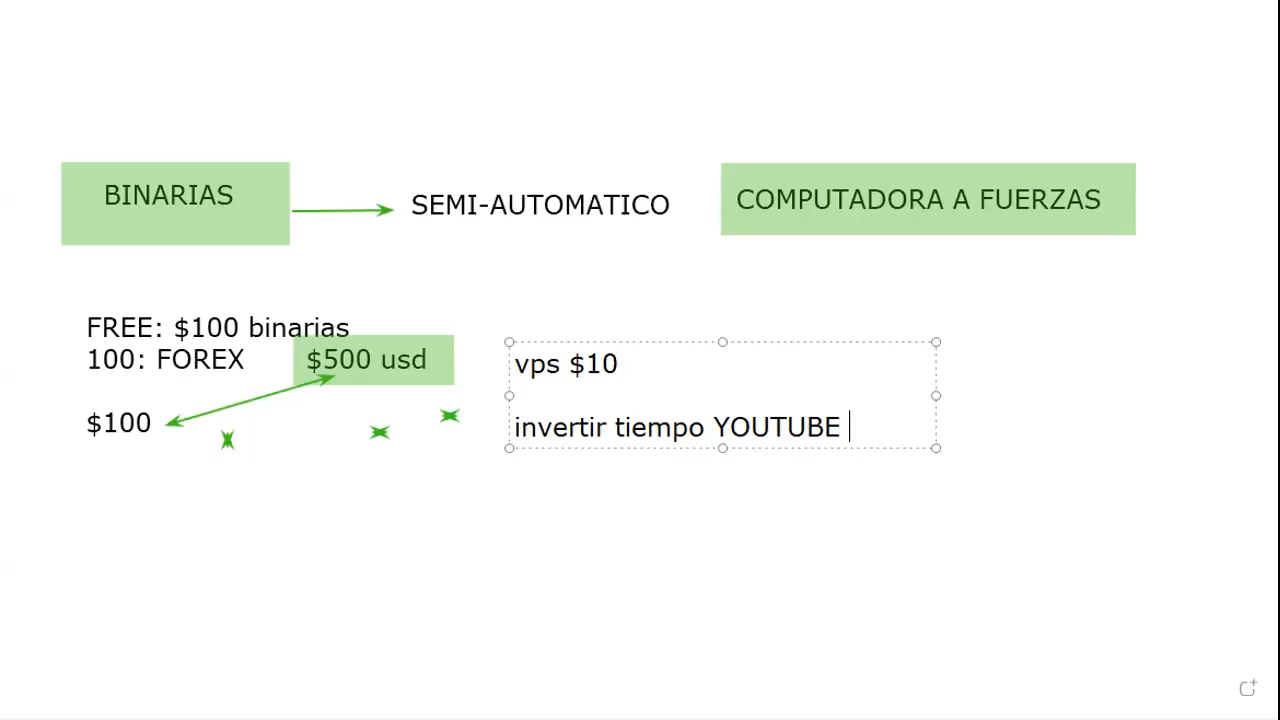 BINARIAS
SEMI-AUTOMATICO
COMPUTADORA A FUERZAS
FREE: $100 binarias
100: FOREX
$500 usd
$100
vps $10
invertir tiempo YOUTUBE